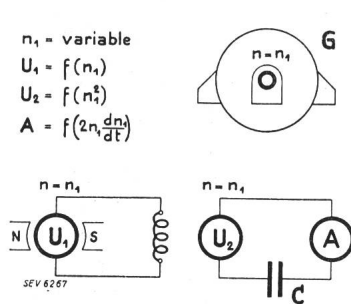 n₁ = variable
U₁ = f(n₁)
U₂ = f(n₁²)
A = f(2n₁ dn₁/dt)
G
n = n₁
n = n₁
N U₁ S
SEV 6267
n = n₁
U₂ A
C